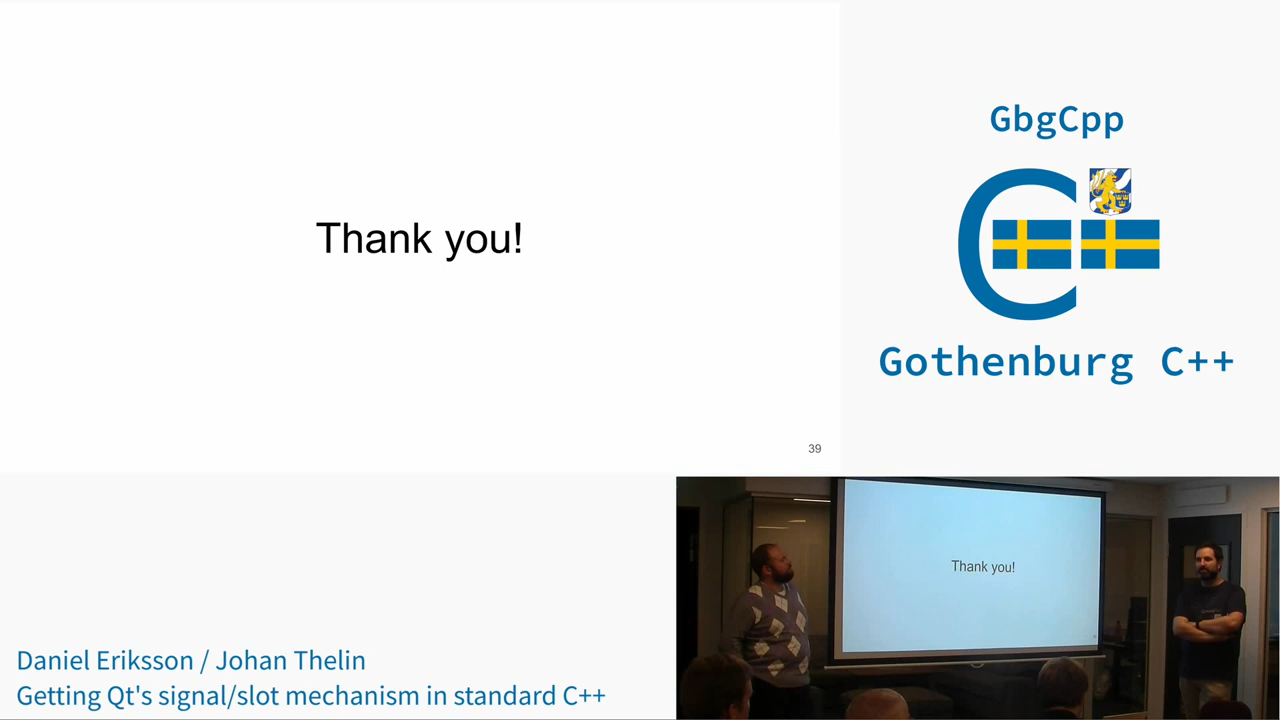 Thank you!
39
GbgCpp
C
Gothenburg C++
Thank you!
Daniel Eriksson / Johan Thelin
Getting Qt's signal/slot mechanism in standard C++